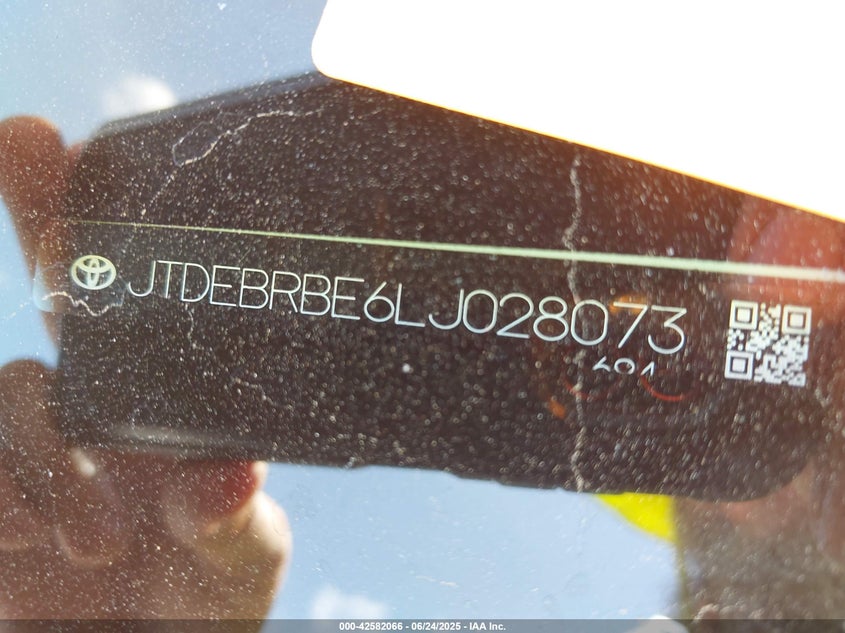 JTDEBRBE6LJ028073
000-42582066 - 06/24/2025 - IAA Inc.